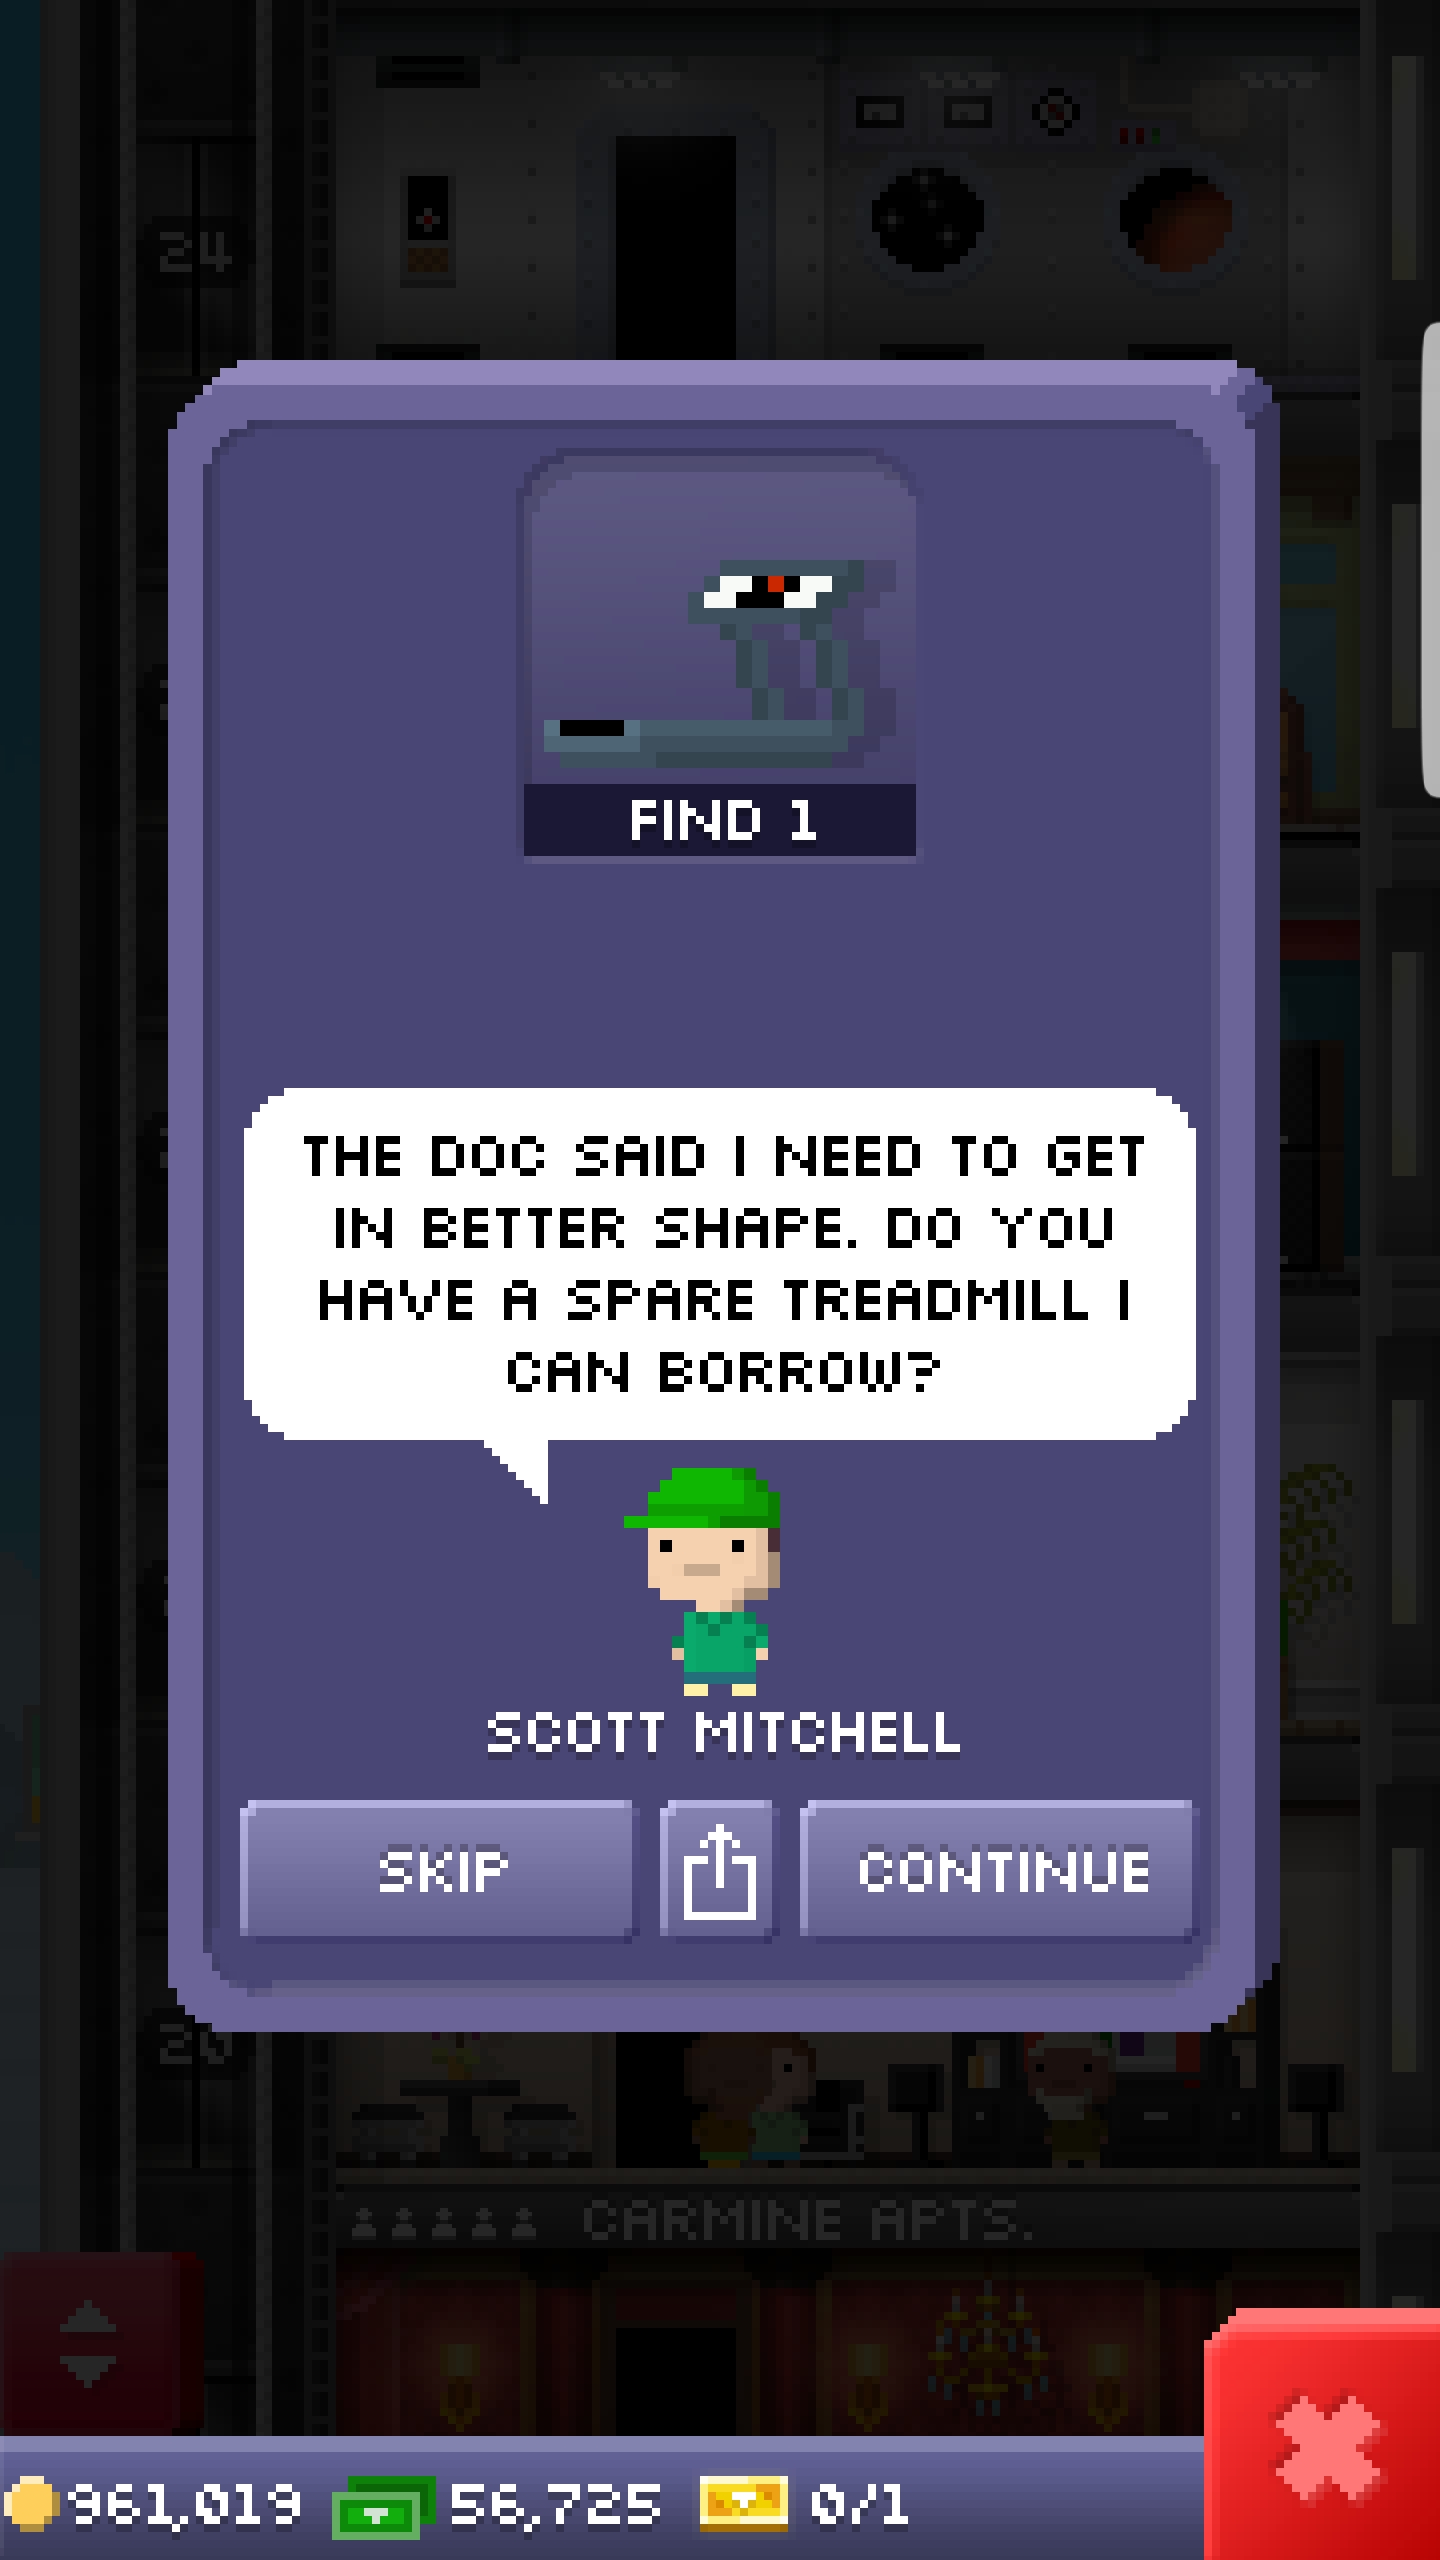 24
FIND 1
THE DOC SAID I NEED TO GET
IN BETTER SHAPE. DO YOU
HAVE A SPARE TREADMILL I
CAN BORROW?
SCOTT MITCHELL
SKIP
CONTINUE
20
CARMINE APTS.
961,019
56,725
0/1